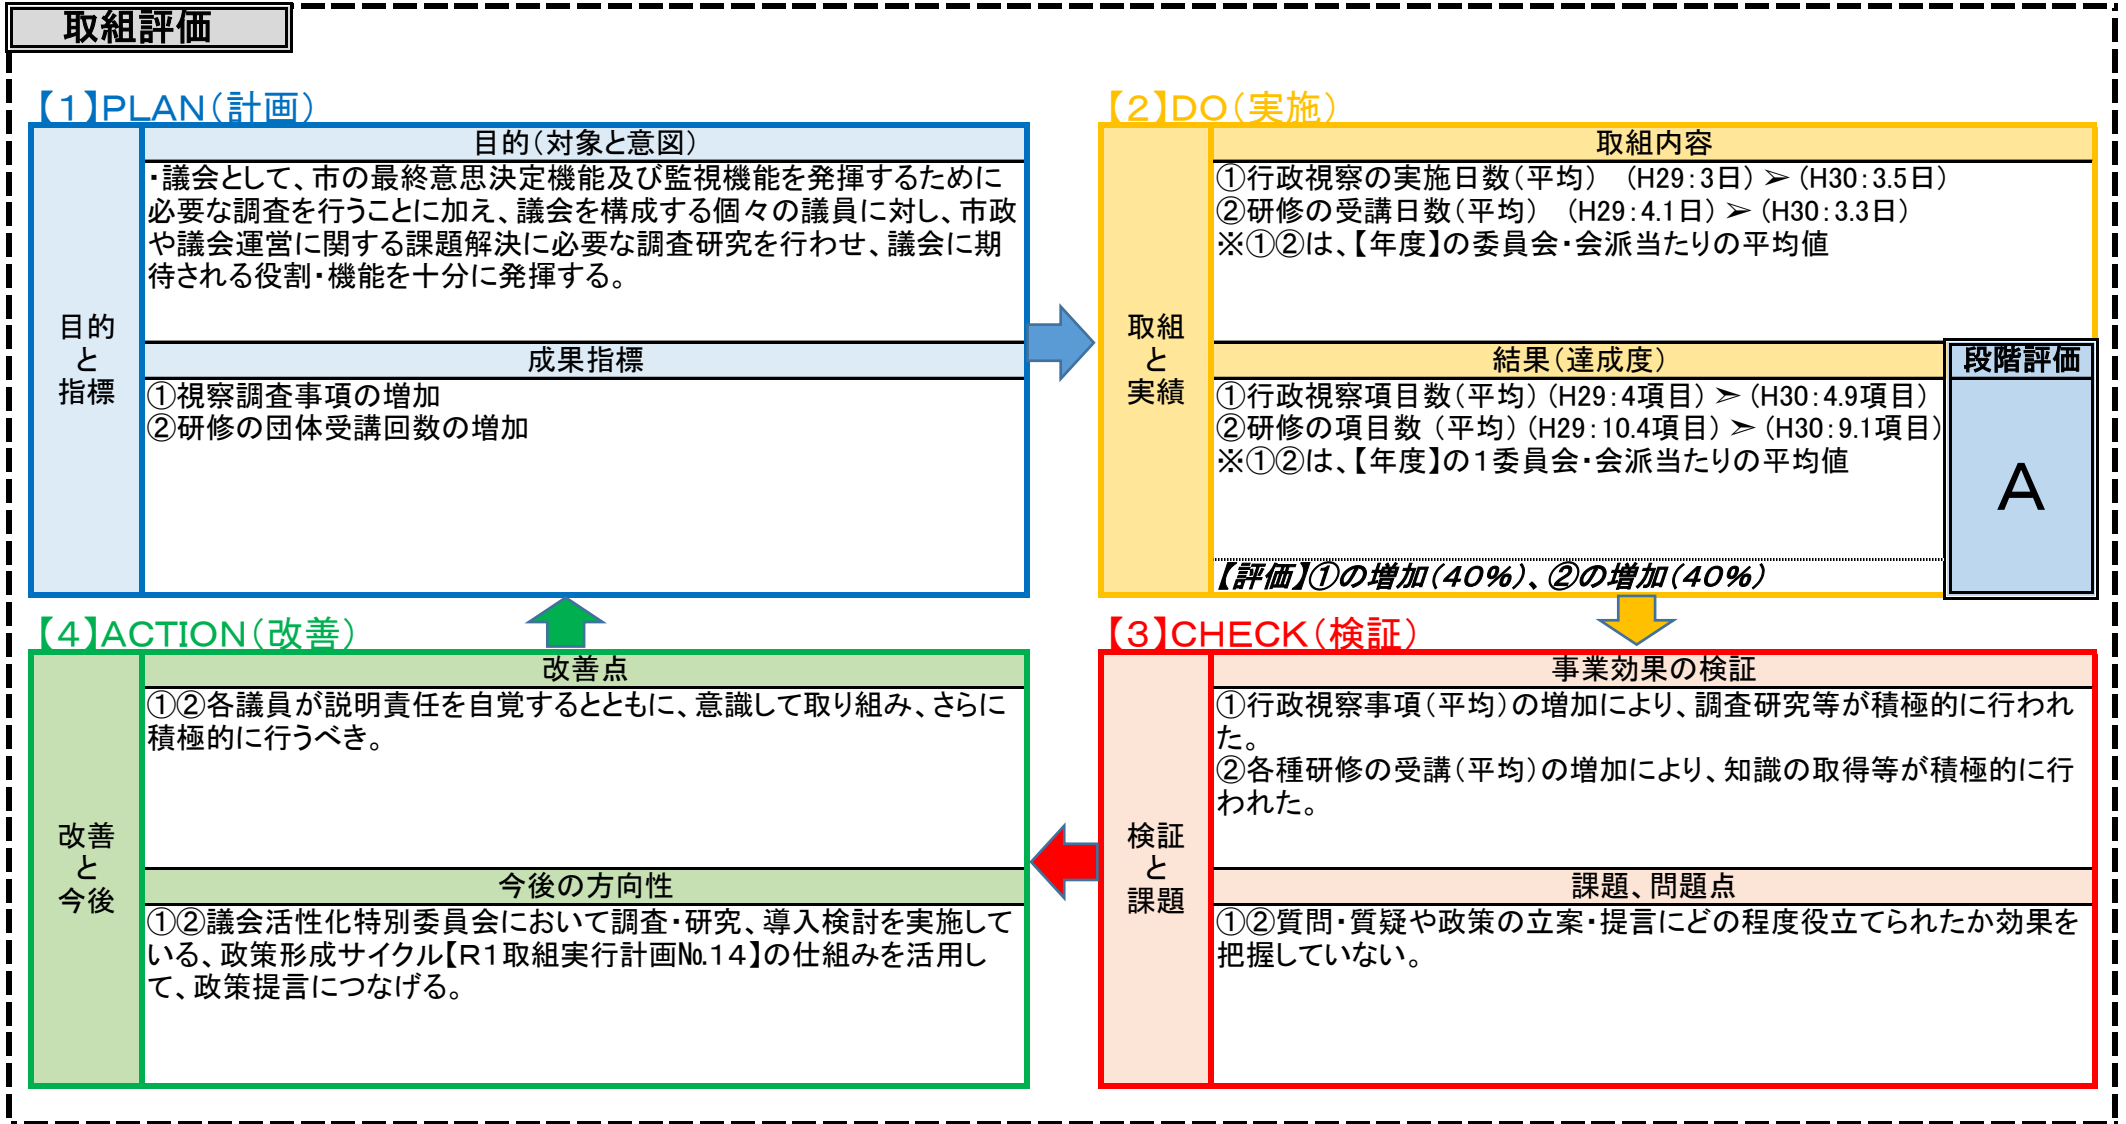 取組評価
【1】PLAN(計画)
目的と指標
目的(対象と意図)
・議会として、市の最終意思決定機能及び監視機能を発揮するために
必要な調査を行うことに加え、議会を構成する個々の議員に対し、市政
や議会運営に関する課題解決に必要な調査研究を行わせ、議会に期
待される役割・機能を十分に発揮する。
成果指標
①視察調査事項の増加
②研修の団体受講回数の増加
【2】DO(実施)
取組と実績
取組内容
①行政視察の実施日数(平均) (H29:3日) ➢ (H30:3.5日)
②研修の受講日数(平均) (H29:4.1日) ➢ (H30:3.3日)
※①②は、【年度】の委員会・会派当たりの平均値
結果(達成度)
①行政視察項目数(平均) (H29:4項目) ➢ (H30:4.9項目)
②研修の項目数 (平均) (H29:10.4項目) ➢ (H30:9.1項目)
※①②は、【年度】の1委員会・会派当たりの平均値
【評価】①の増加(40%)、②の増加(40%)
段階評価
A
【3】CHECK(検証)
検証と課題
事業効果の検証
①行政視察事項(平均)の増加により、調査研究等が積極的に行われ
た。
②各種研修の受講(平均)の増加により、知識の取得等が積極的に行
われた。
課題、問題点
①②質問・質疑や政策の立案・提言にどの程度役立てられたか効果を
把握していない。
【4】ACTION(改善)
改善と今後
改善点
①②各議員が説明責任を自覚するとともに、意識して取り組み、さらに
積極的に行うべき。
今後の方向性
①②議会活性化特別委員会において調査・研究、導入検討を実施して
いる、政策形成サイクル【R1取組実行計画№14】の仕組みを活用し
て、政策提言につなげる。